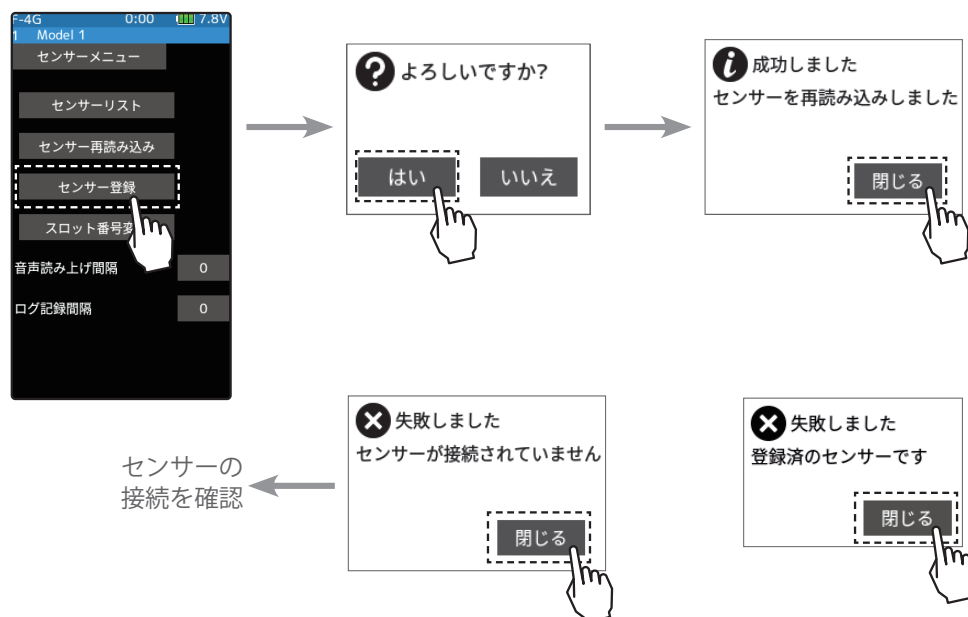 F-4G 0:00 7.8V
1 Model 1
センサーメニュー
センサーリスト
センサー再読み込み
センサー登録
スロット番号変
音声読み上げ間隔 0
ログ記録間隔 0
よろしいですか?
はい いいえ
成功しました
センサーを再読み込みしました
閉じる
センサーの
接続を確認
失敗しました
センサーが接続されていません
閉じる
失敗しました
登録済のセンサーです
閉じる